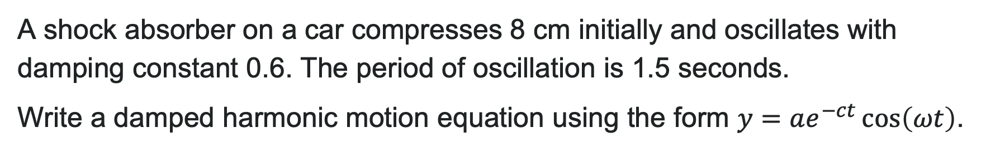 A shock absorber on a car compresses 8 cm initially and oscillates with
damping constant 0.6. The period of oscillation is 1.5 seconds.
Write a damped harmonic motion equation using the form y = ae^{-ct} cos(ωt).